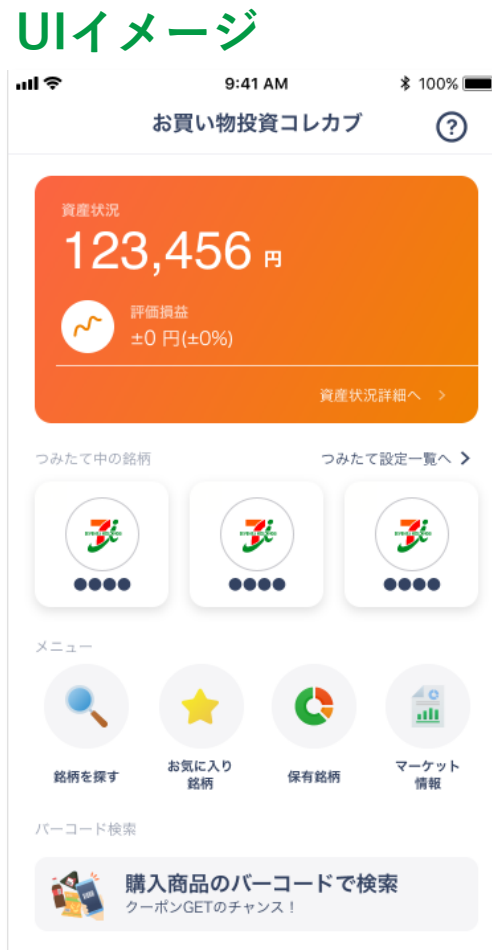 UIイメージ
9:41 AM
100%
お買い物投資コレカブ
?
資産状況
123,456 円
評価損益
±0 円(±0%)
資産状況詳細へ
つみたて中の銘柄
つみたて設定一覧へ
●●●●
●●●●
●●●●
メニュー
銘柄を探す
お気に入り
銘柄
保有銘柄
マーケット
情報
バーコード検索
購入商品のバーコードで検索
クーポンGETのチャンス！